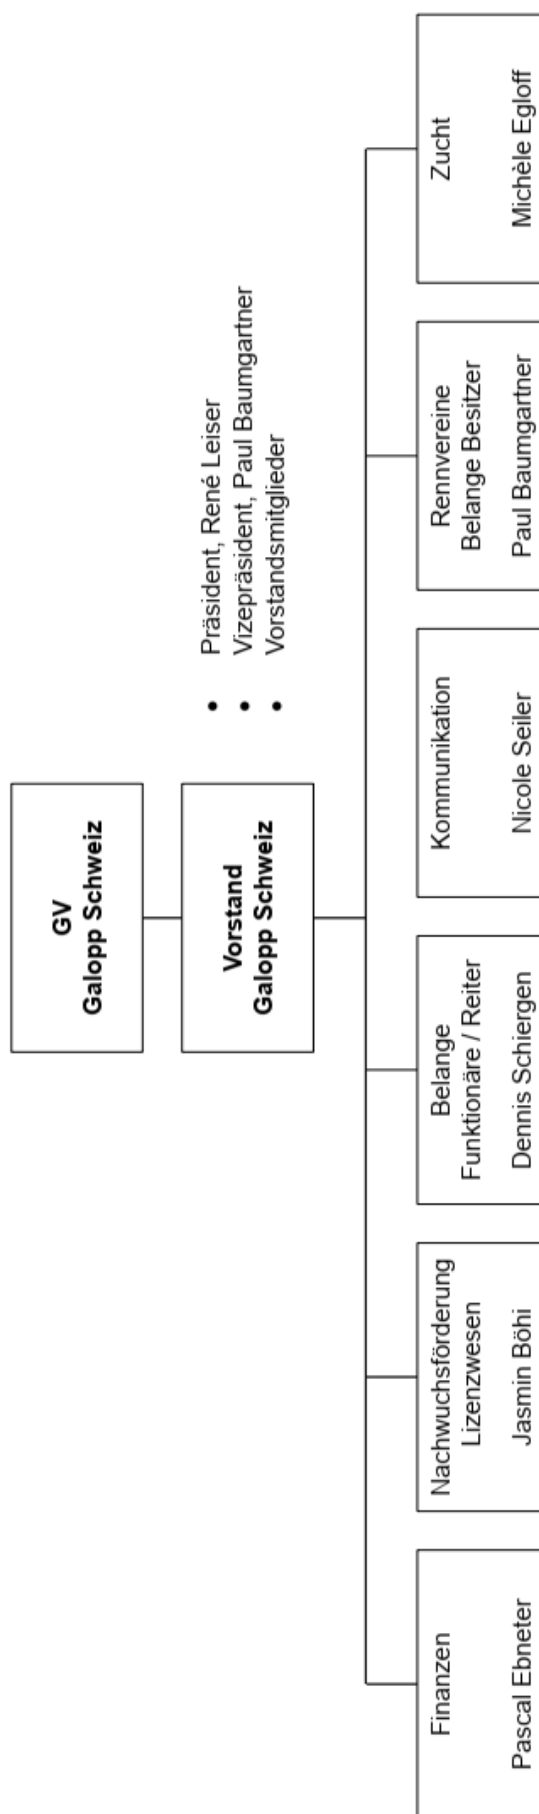 GV
Galopp Schweiz
Vorstand
Galopp Schweiz
• Präsident, René Leiser
• Vizepräsident, Paul Baumgartner
• Vorstandsmitglieder
Finanzen
Pascal Ebneter
Nachwuchsförderung
Lizenzwesen
Jasmin Böhi
Belange
Funktionäre / Reiter
Dennis Schiergen
Kommunikation
Nicole Seiler
Rennvereine
Belange Besitzer
Paul Baumgartner
Zucht
Michèle Egloff